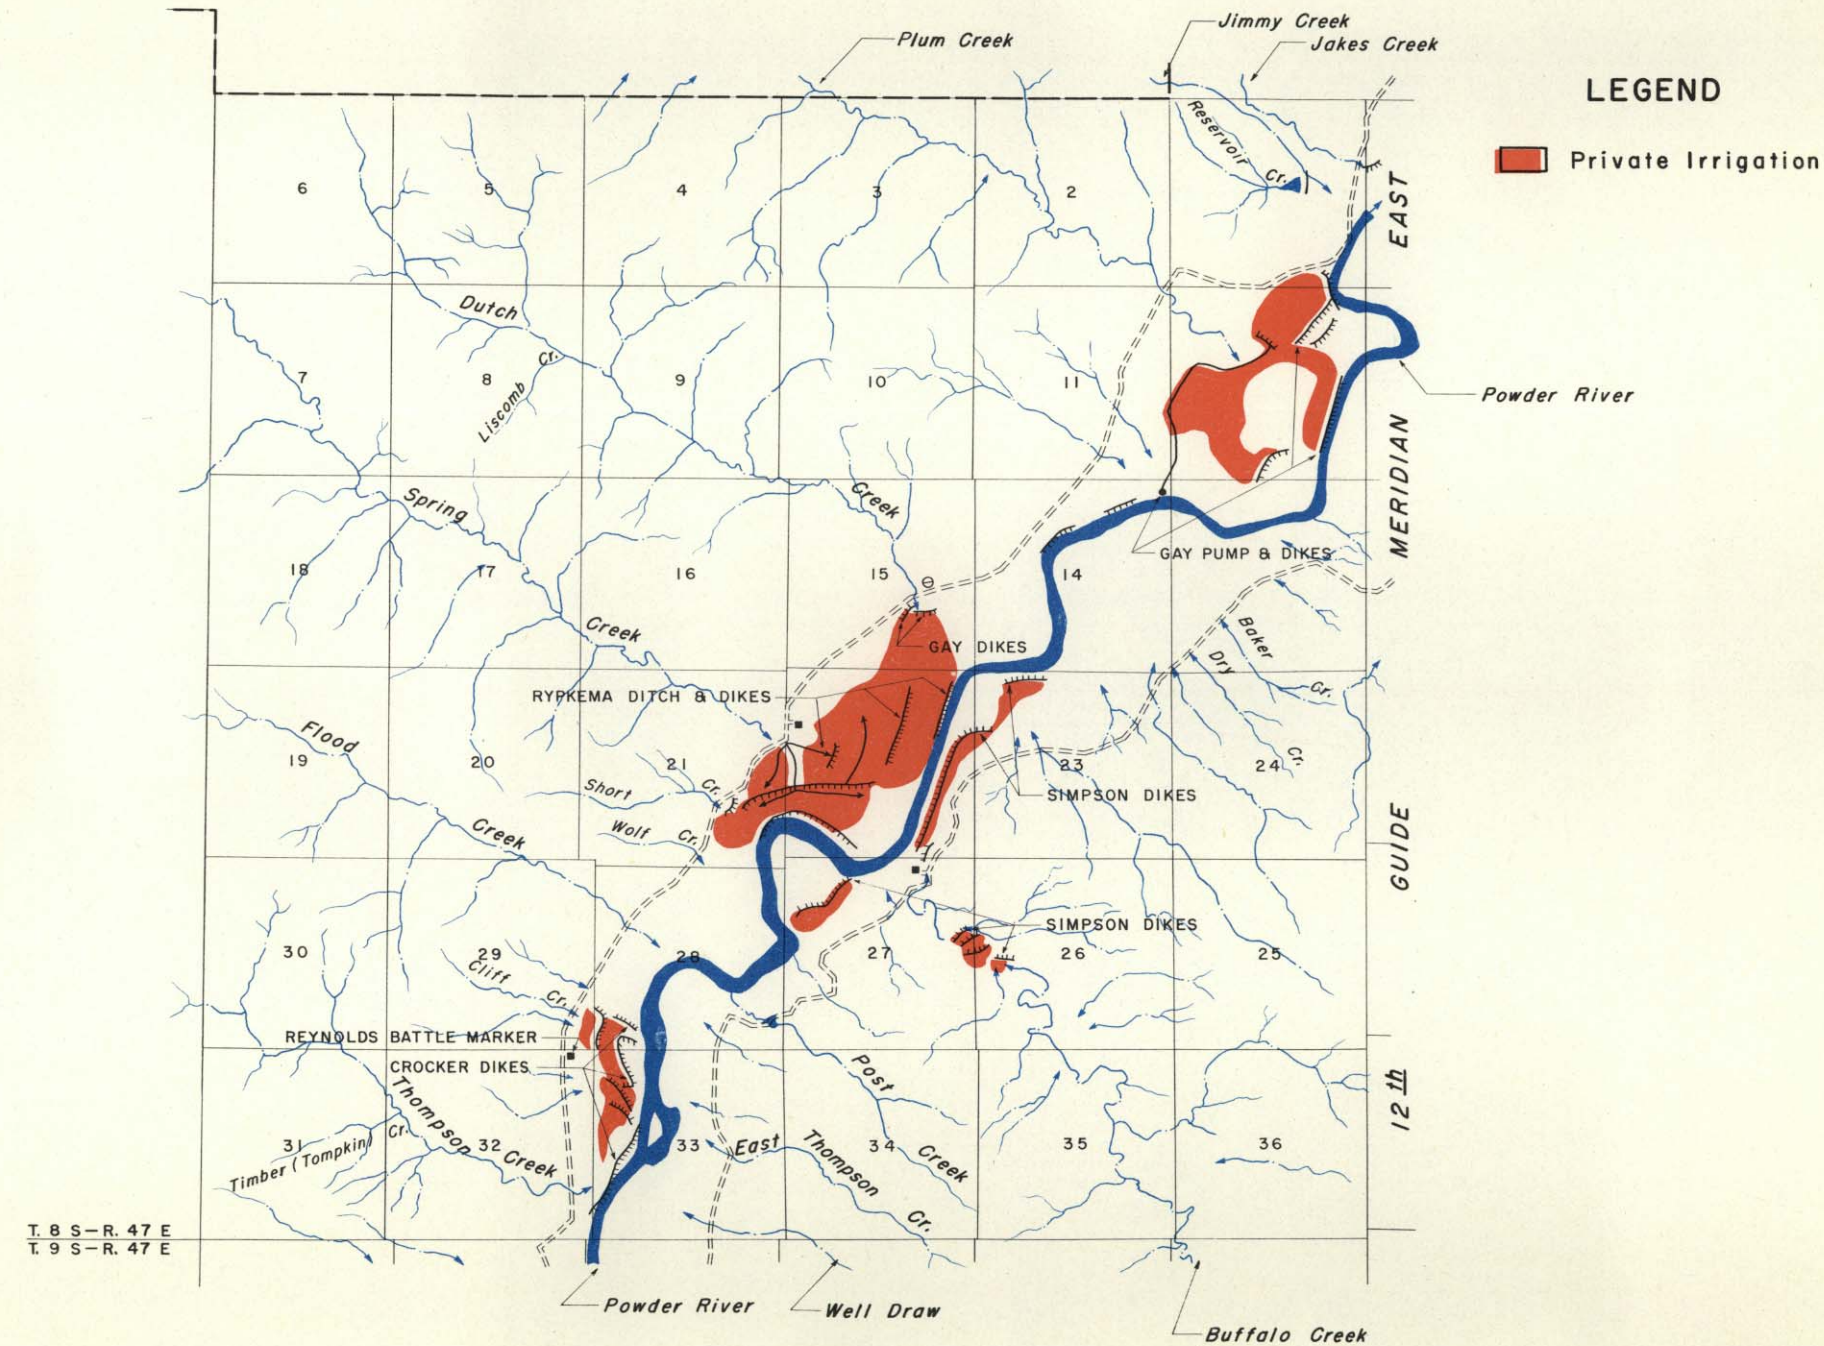 Jimmy Creek
Plum Creek
Jakes Creek
LEGEND
Private Irrigation
Reservoir Cr.
6
5
4
3
2
EAST
Dutch
Creek
Liscomb Cr.
7
8
9
10
11
Powder River
MERIDIAN
Spring
Creek
18
17
16
15
14
GAY PUMP & DIKES
GAY DIKES
RYPKEMA DITCH & DIKES
Baker
Cr.
Dry
Cr.
Flood
Creek
19
20
21
23
24
Short Cr.
Wolf Cr.
SIMPSON DIKES
GUIDE
SIMPSON DIKES
30
29
28
27
26
25
Cliff
Cr.
REYNOLDS BATTLE MARKER
CROCKER DIKES
Thompson
Creek
Post
Creek
12th
31
32
33
34
35
36
Timber (Tompkin) Cr.
East Thompson Cr.
T. 8 S–R. 47 E
T. 9 S–R. 47 E
Powder River
Well Draw
Buffalo Creek